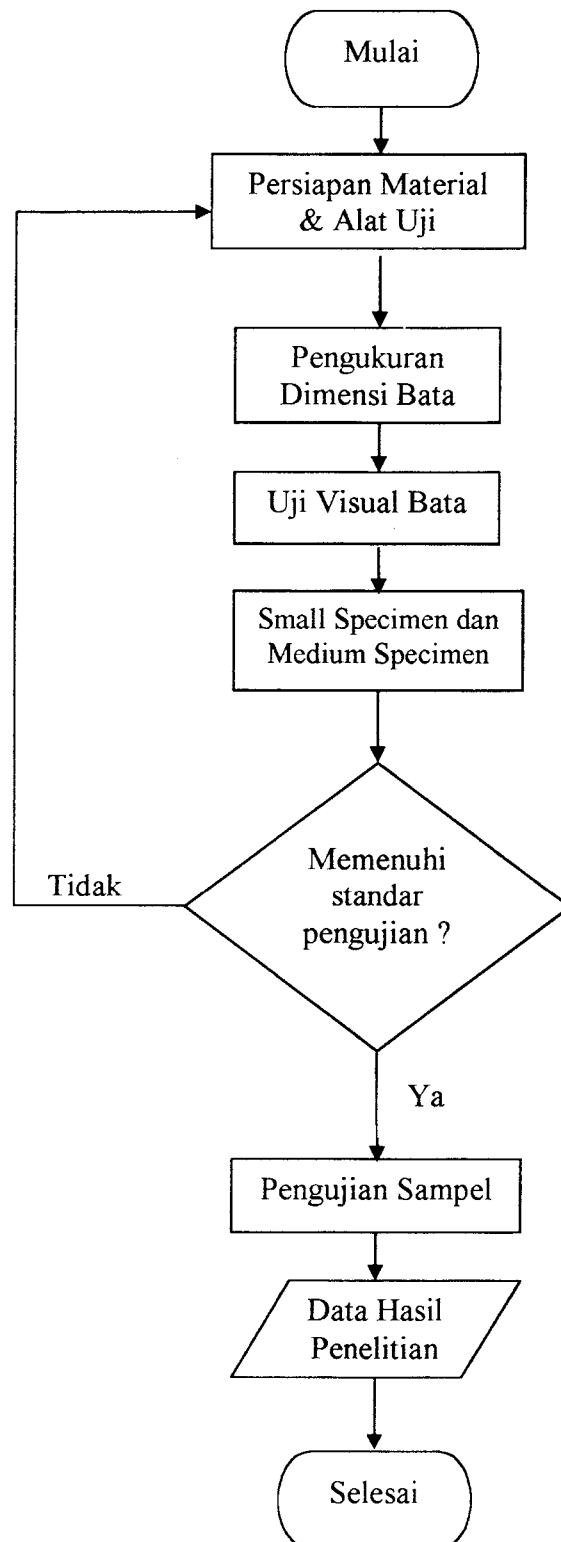 Mulai
Persiapan Material
& Alat Uji
Pengukuran
Dimensi Bata
Uji Visual Bata
Small Specimen dan
Medium Specimen
Memenuhi
standar
pengujian ?
Tidak
Ya
Pengujian Sampel
Data Hasil
Penelitian
Selesai